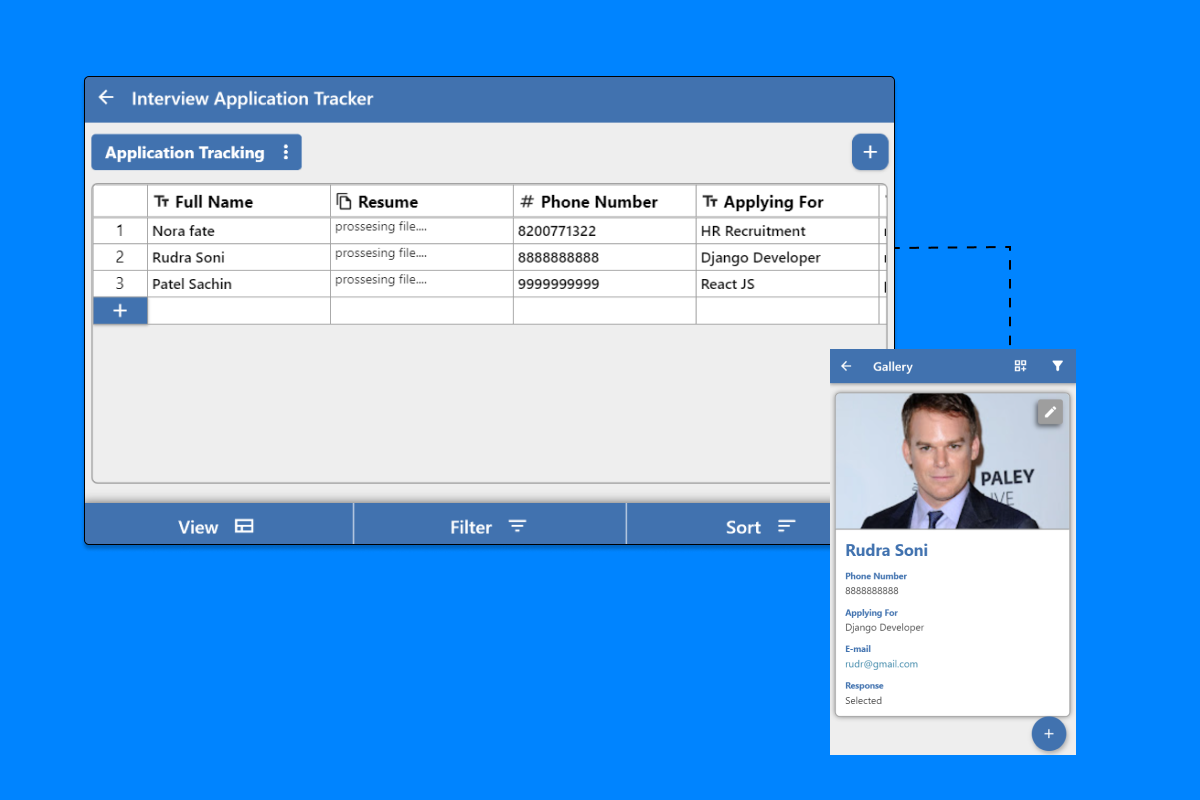 Interview Application Tracker
Application Tracking
Full Name Resume # Phone Number Applying For
1 Nora fate prossesing file.... 8200771322 HR Recruitment
2 Rudra Soni prossesing file.... 8888888888 Django Developer
3 Patel Sachin prossesing file.... 9999999999 React JS
View Filter Sort
Gallery
PALEY
Rudra Soni
Phone Number
8888888888
Applying For
Django Developer
E-mail
rudr@gmail.com
Response
Selected